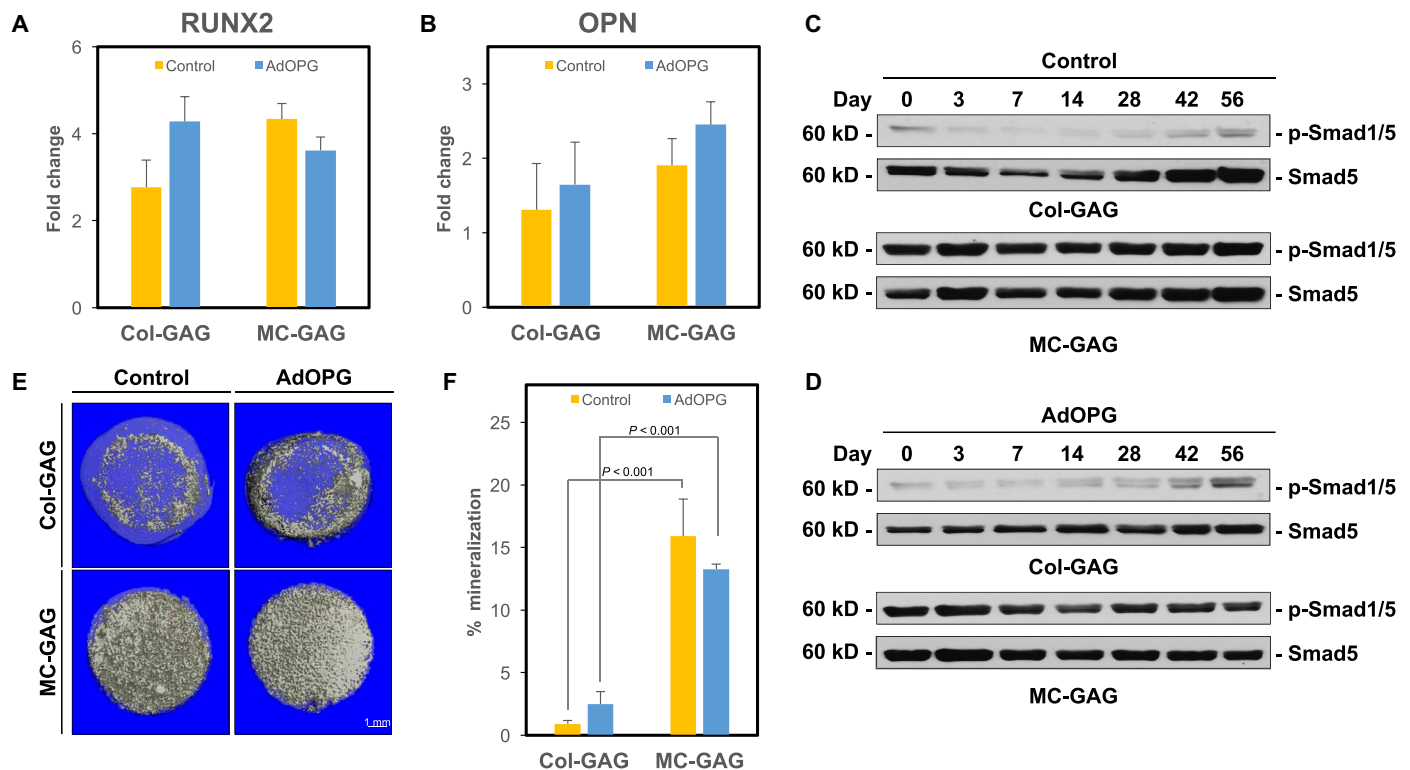 A
RUNX2
Control AdOPG
Fold change
6
4
2
0
Col-GAG MC-GAG
B
OPN
Control AdOPG
Fold change
3
2
1
0
Col-GAG MC-GAG
C
Control
Day 0 3 7 14 28 42 56
60 kD - - p-Smad1/5
60 kD - - Smad5
Col-GAG
60 kD - - p-Smad1/5
60 kD - - Smad5
MC-GAG
E
Control AdOPG
Col-GAG
MC-GAG
1 mm
F
Control AdOPG
% mineralization
25
20
15
10
5
0
P < 0.001
P < 0.001
Col-GAG MC-GAG
D
AdOPG
Day 0 3 7 14 28 42 56
60 kD - - p-Smad1/5
60 kD - - Smad5
Col-GAG
60 kD - - p-Smad1/5
60 kD - - Smad5
MC-GAG